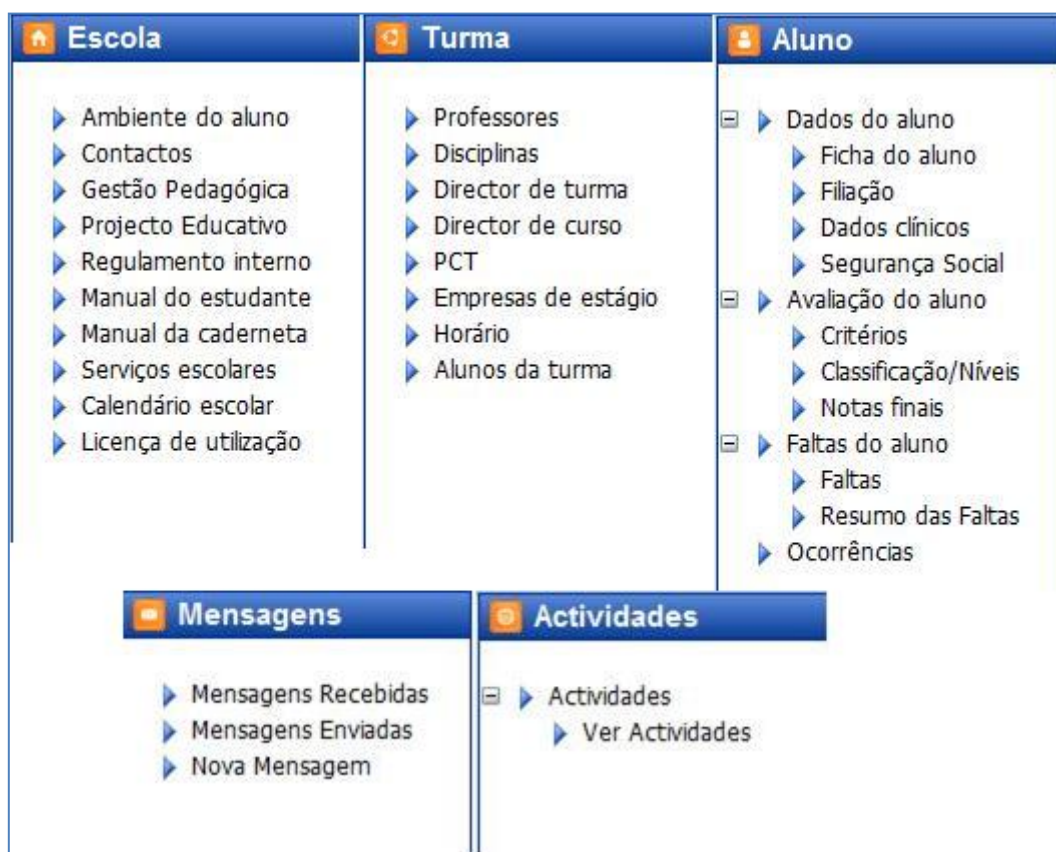 Escola
Ambiente do aluno
Contactos
Gestão Pedagógica
Projecto Educativo
Regulamento interno
Manual do estudante
Manual da caderneta
Serviços escolares
Calendário escolar
Licença de utilização
Turma
Professores
Disciplinas
Director de turma
Director de curso
PCT
Empresas de estágio
Horário
Alunos da turma
Aluno
Dados do aluno
Ficha do aluno
Filiação
Dados clínicos
Segurança Social
Avaliação do aluno
Critérios
Classificação/Níveis
Notas finais
Faltas do aluno
Faltas
Resumo das Faltas
Ocorrências
Mensagens
Mensagens Recebidas
Mensagens Enviadas
Nova Mensagem
Actividades
Actividades
Ver Actividades